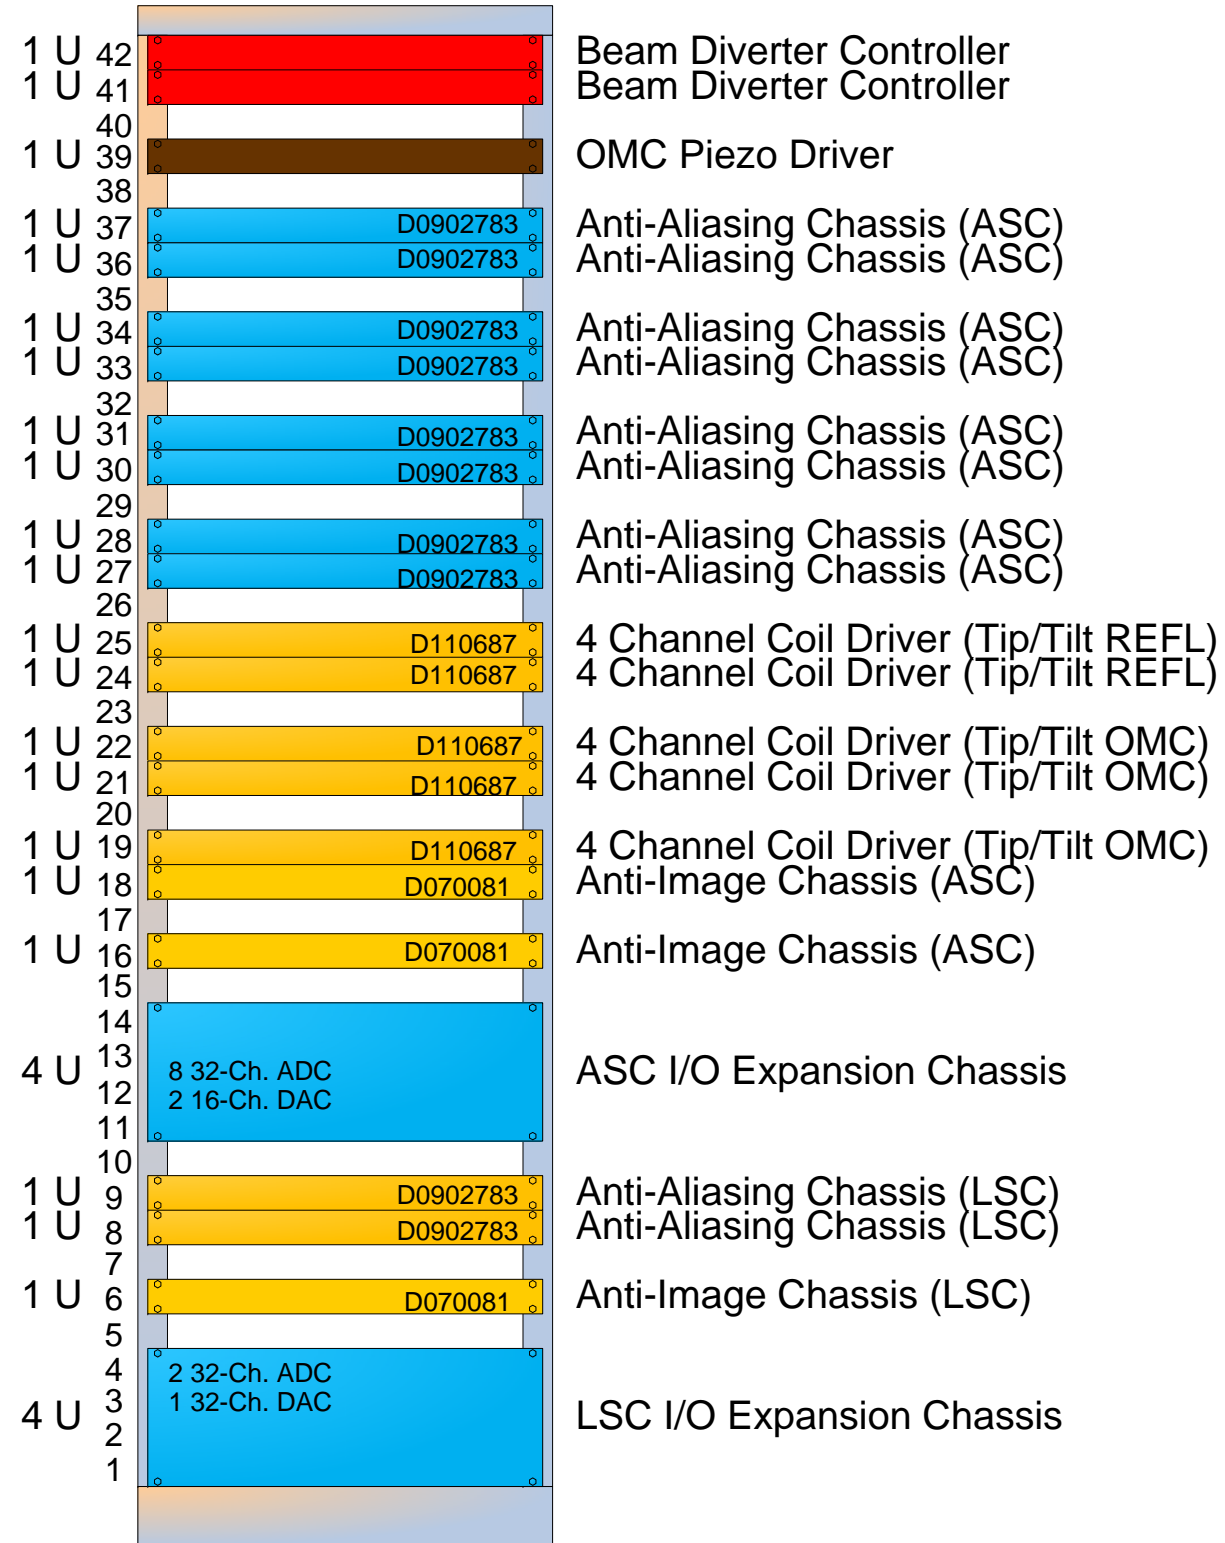 1 U 42 Beam Diverter Controller
1 U 41 Beam Diverter Controller
40
1 U 39 OMC Piezo Driver
38
1 U 37 D0902783 Anti-Aliasing Chassis (ASC)
1 U 36 D0902783 Anti-Aliasing Chassis (ASC)
35
1 U 34 D0902783 Anti-Aliasing Chassis (ASC)
1 U 33 D0902783 Anti-Aliasing Chassis (ASC)
32
1 U 31 D0902783 Anti-Aliasing Chassis (ASC)
1 U 30 D0902783 Anti-Aliasing Chassis (ASC)
29
1 U 28 D0902783 Anti-Aliasing Chassis (ASC)
1 U 27 D0902783 Anti-Aliasing Chassis (ASC)
26
1 U 25 D110687 4 Channel Coil Driver (Tip/Tilt REFL)
1 U 24 D110687 4 Channel Coil Driver (Tip/Tilt REFL)
23
1 U 22 D110687 4 Channel Coil Driver (Tip/Tilt OMC)
1 U 21 D110687 4 Channel Coil Driver (Tip/Tilt OMC)
20
1 U 19 D110687 4 Channel Coil Driver (Tip/Tilt OMC)
1 U 18 D070081 Anti-Image Chassis (ASC)
17
1 U 16 D070081 Anti-Image Chassis (ASC)
15
14
4 U 13 8 32-Ch. ADC ASC I/O Expansion Chassis
12 2 16-Ch. DAC
11
10
1 U 9 D0902783 Anti-Aliasing Chassis (LSC)
1 U 8 D0902783 Anti-Aliasing Chassis (LSC)
7
1 U 6 D070081 Anti-Image Chassis (LSC)
5
4 2 32-Ch. ADC
3 1 32-Ch. DAC
4 U LSC I/O Expansion Chassis
2
1